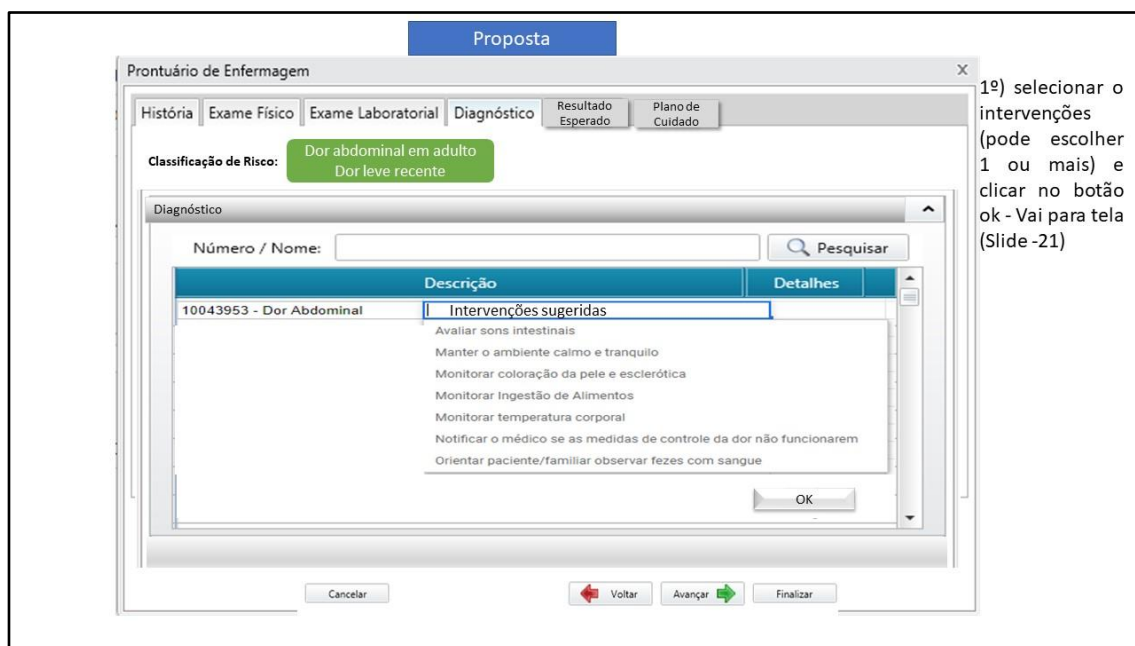 Proposta
Prontuário de Enfermagem X
História Exame Físico Exame Laboratorial Diagnóstico Resultado Esperado Plano de Cuidado
Classificação de Risco:
Dor abdominal em adulto
Dor leve recente
Diagnóstico
Número / Nome: Pesquisar
Descrição Detalhes
10043953 - Dor Abdominal Intervenções sugeridas
Avaliar sons intestinais
Manter o ambiente calmo e tranquilo
Monitorar coloração da pele e esclerótica
Monitorar Ingestão de Alimentos
Monitorar temperatura corporal
Notificar o médico se as medidas de controle da dor não funcionarem
Orientar paciente/familiar observar fezes com sangue
OK
Cancelar Voltar Avançar Finalizar
1º) selecionar o
intervenções
(pode escolher
1 ou mais) e
clicar no botão
ok - Vai para tela
(Slide -21)